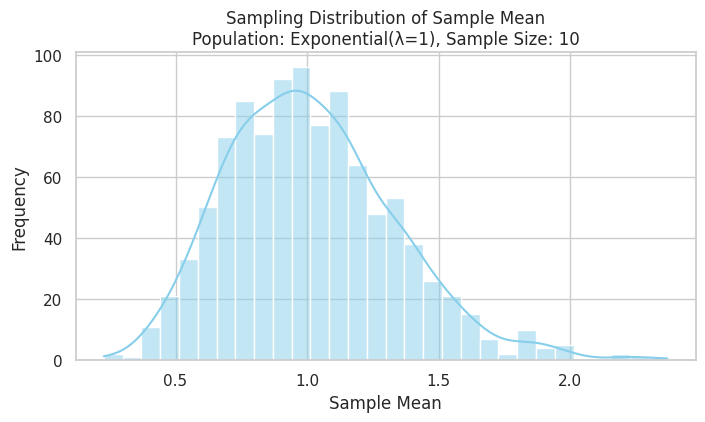 Sampling Distribution of Sample Mean
Population: Exponential(λ=1), Sample Size: 10
100
80
60
40
20
0
Frequency
0.5 1.0 1.5 2.0
Sample Mean